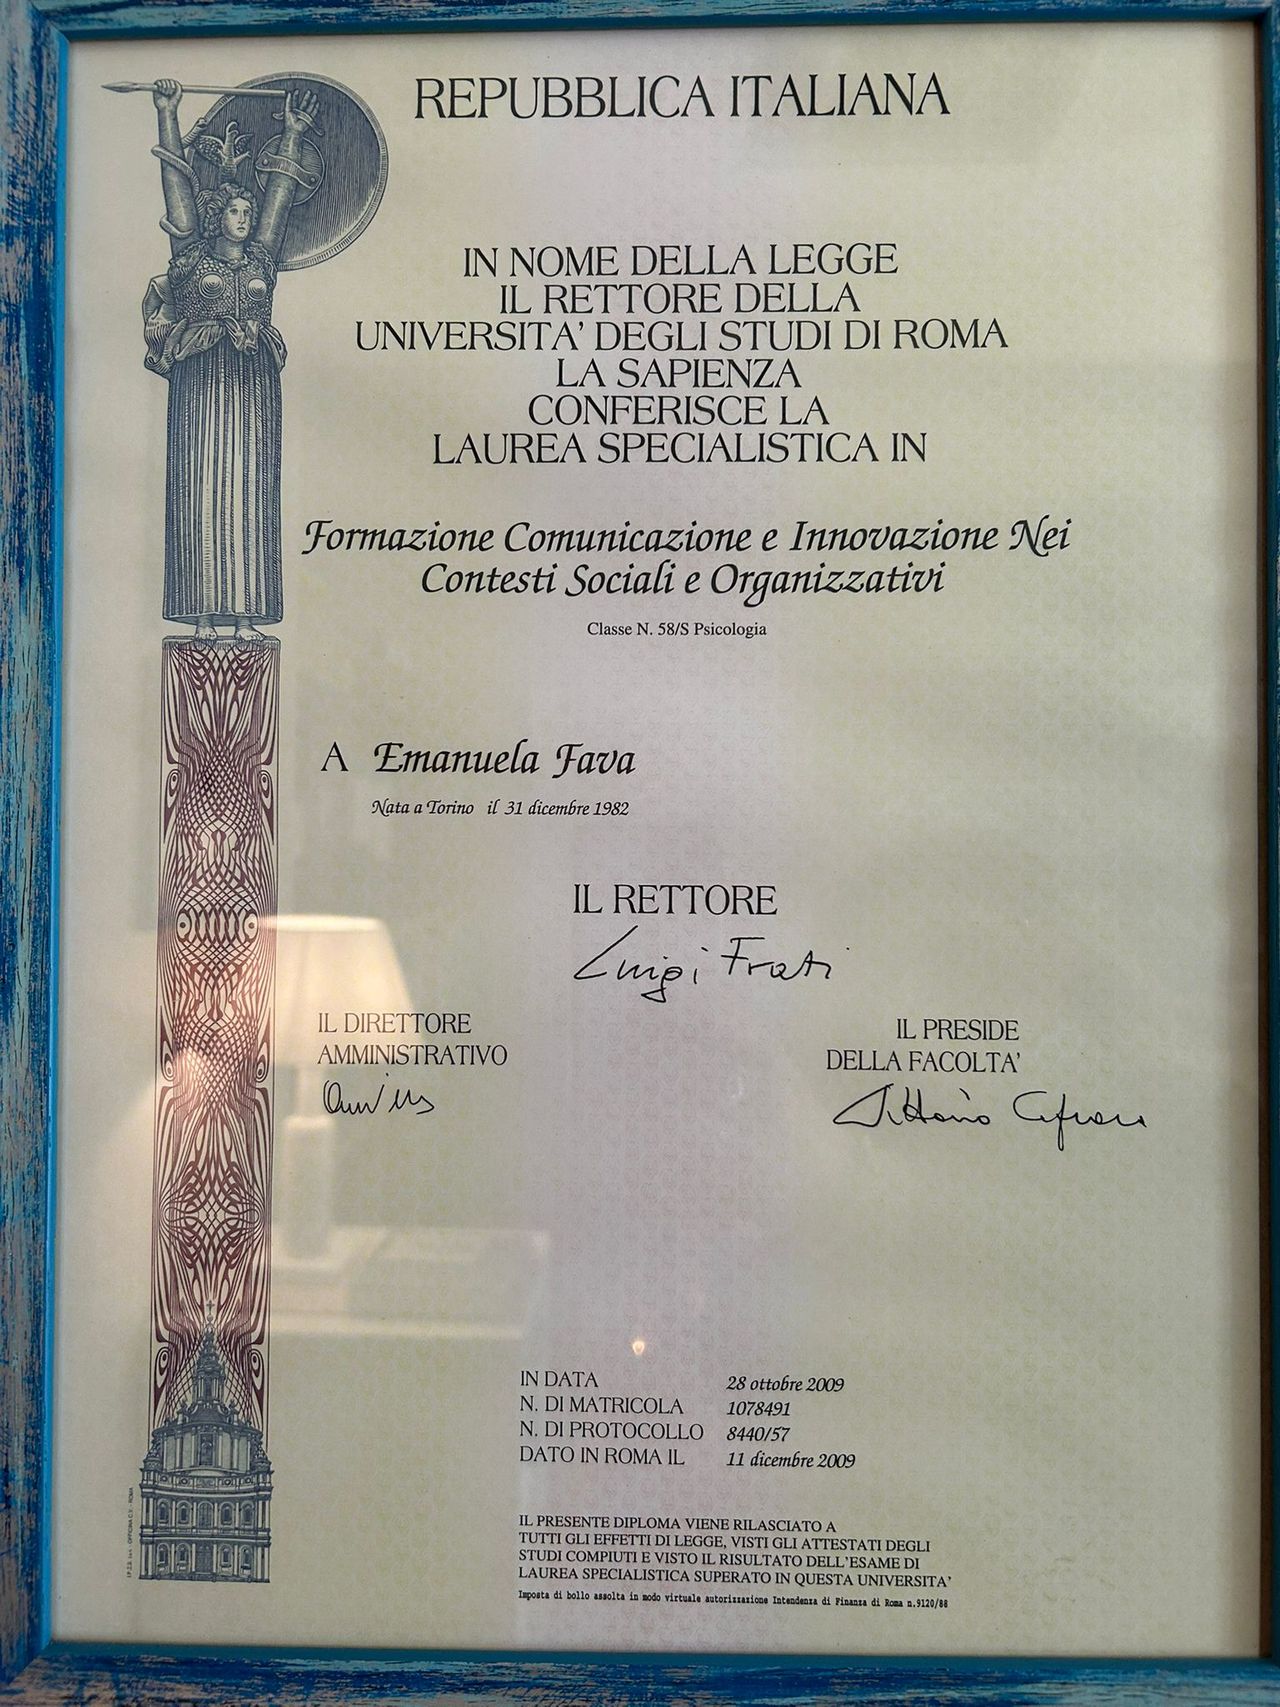 REPUBBLICA ITALIANA
IN NOME DELLA LEGGE
IL RETTORE DELLA
UNIVERSITA' DEGLI STUDI DI ROMA
LA SAPIENZA
CONFERISCE LA
LAUREA SPECIALISTICA IN
Formazione Comunicazione e Innovazione Nei
Contesti Sociali e Organizzativi
Classe N. 58/S Psicologia
A Emanuela Fava
Nata a Torino il 31 dicembre 1982
IL RETTORE
Luigi Frati
IL DIRETTORE
AMMINISTRATIVO
IL PRESIDE
DELLA FACOLTA'
IN DATA 28 ottobre 2009
N. DI MATRICOLA 1078491
N. DI PROTOCOLLO 8440/57
DATO IN ROMA IL 11 dicembre 2009
IL PRESENTE DIPLOMA VIENE RILASCIATO A
TUTTI GLI EFFETTI DI LEGGE, VISTI GLI ATTESTATI DEGLI
STUDI COMPIUTI E VISTO IL RISULTATO DELL'ESAME DI
LAUREA SPECIALISTICA SUPERATO IN QUESTA UNIVERSITA'
Imposta di bollo assolta in modo virtuale autorizzazione Intendenza di Finanza di Roma n.9120/88